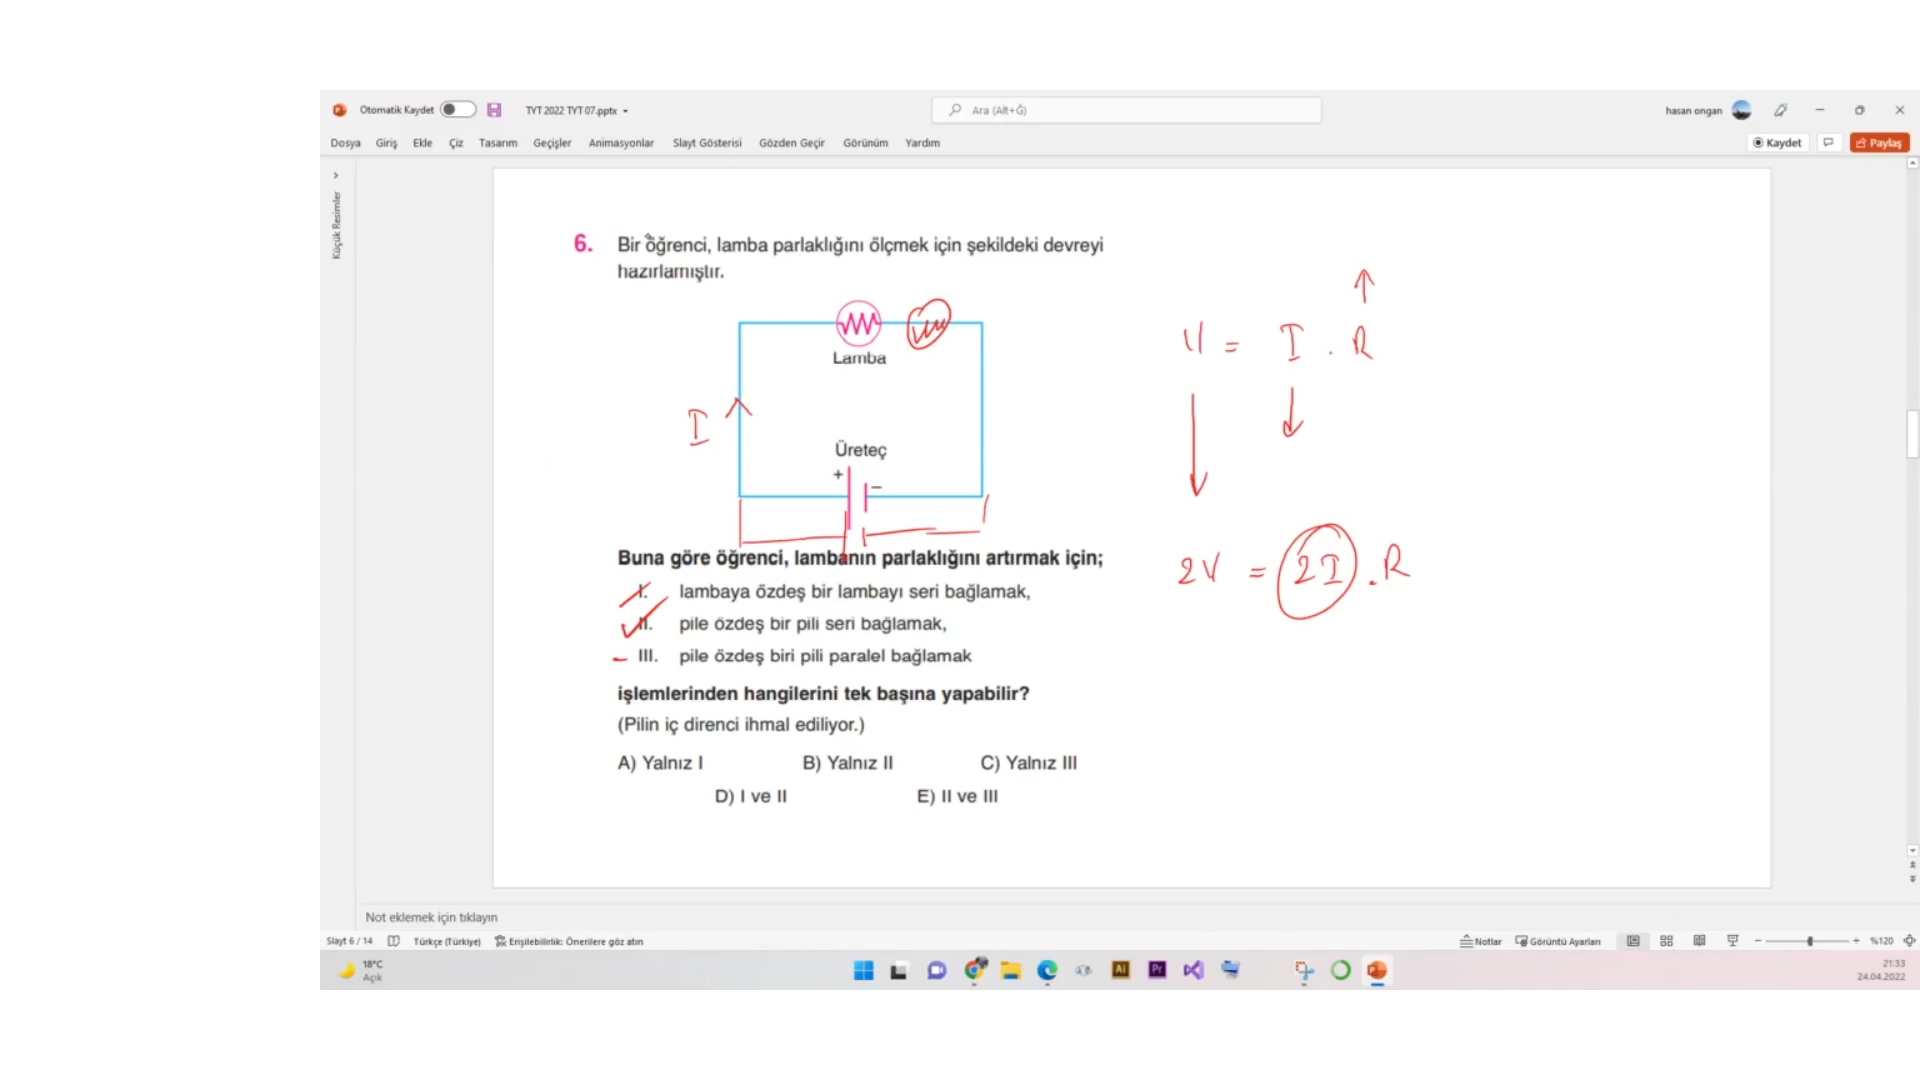 Otomatik Kaydet
TYT 2022 TYT 07.pptx
Ara (Alt+G)
hasan ongan
Dosya Giriş Ekle Çiz Tasarım Geçişler Animasyonlar Slayt Gösterisi Gözden Geçir Görünüm Yardım
Kaydet
Paylaş
Küçük Resimler
6. Bir öğrenci, lamba parlaklığını ölçmek için şekildeki devreyi
hazırlamıştır.
Lamba
I
Üreteç
+ −
Buna göre öğrenci, lambanın parlaklığını artırmak için;
I. lambaya özdeş bir lambayı seri bağlamak,
II. pile özdeş bir pili seri bağlamak,
III. pile özdeş biri pili paralel bağlamak
işlemlerinden hangilerini tek başına yapabilir?
(Pilin iç direnci ihmal ediliyor.)
A) Yalnız I B) Yalnız II C) Yalnız III
D) I ve II E) II ve III
V = I . R
2V = 2I . R
Not eklemek için tıklayın
Slayt 6 / 14 Türkçe (Türkiye) Erişilebilirlik: Önerilere göz atın
Notlar Görüntü Ayarları %120
18°C
Açık
Ai Pr
21:33
24.04.2022